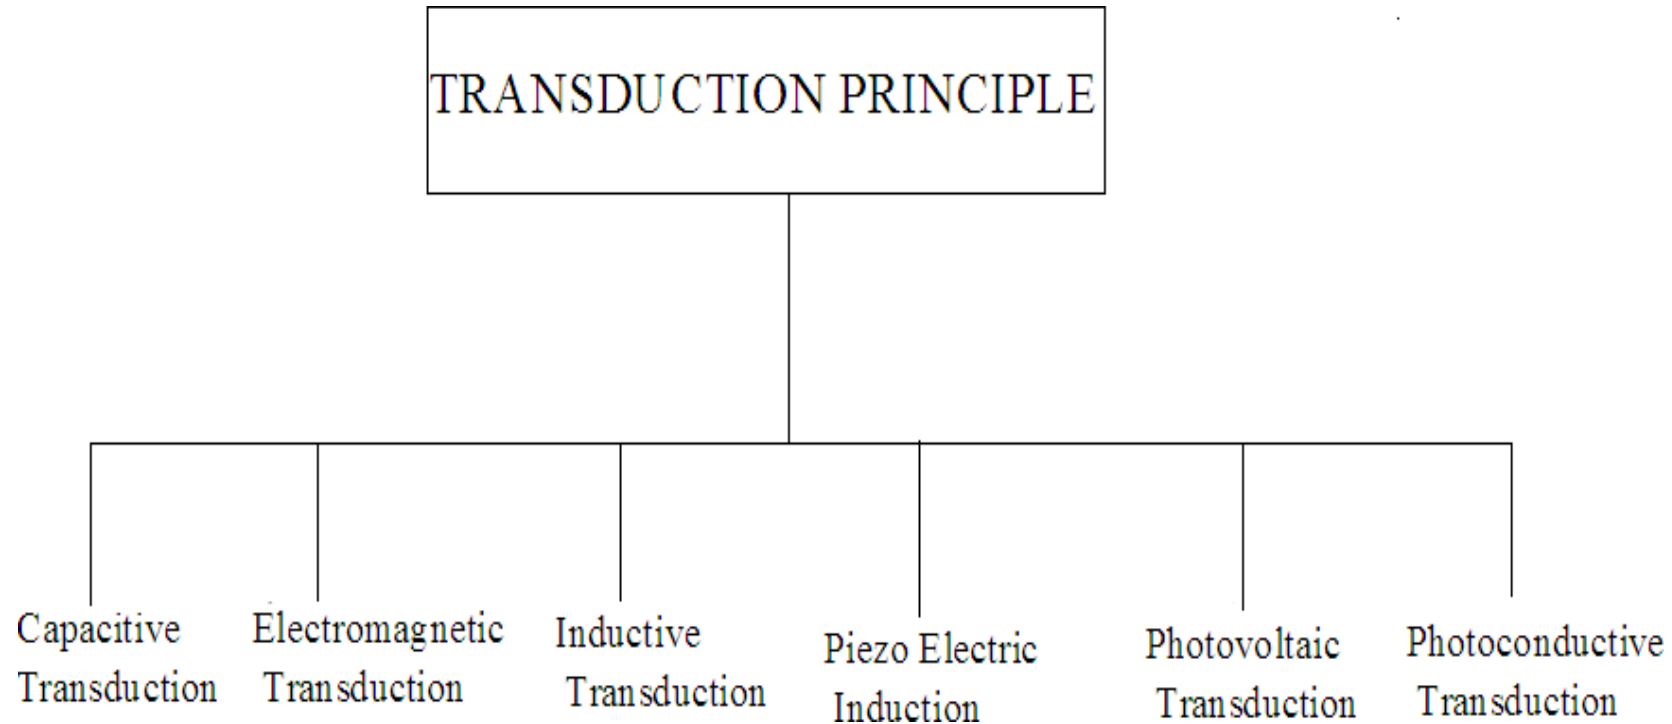 TRANSDUCTION PRINCIPLE
Capacitive
Transduction
Electromagnetic
Transduction
Inductive
Transduction
Piezo Electric
Induction
Photovoltaic
Transduction
Photoconductive
Transduction